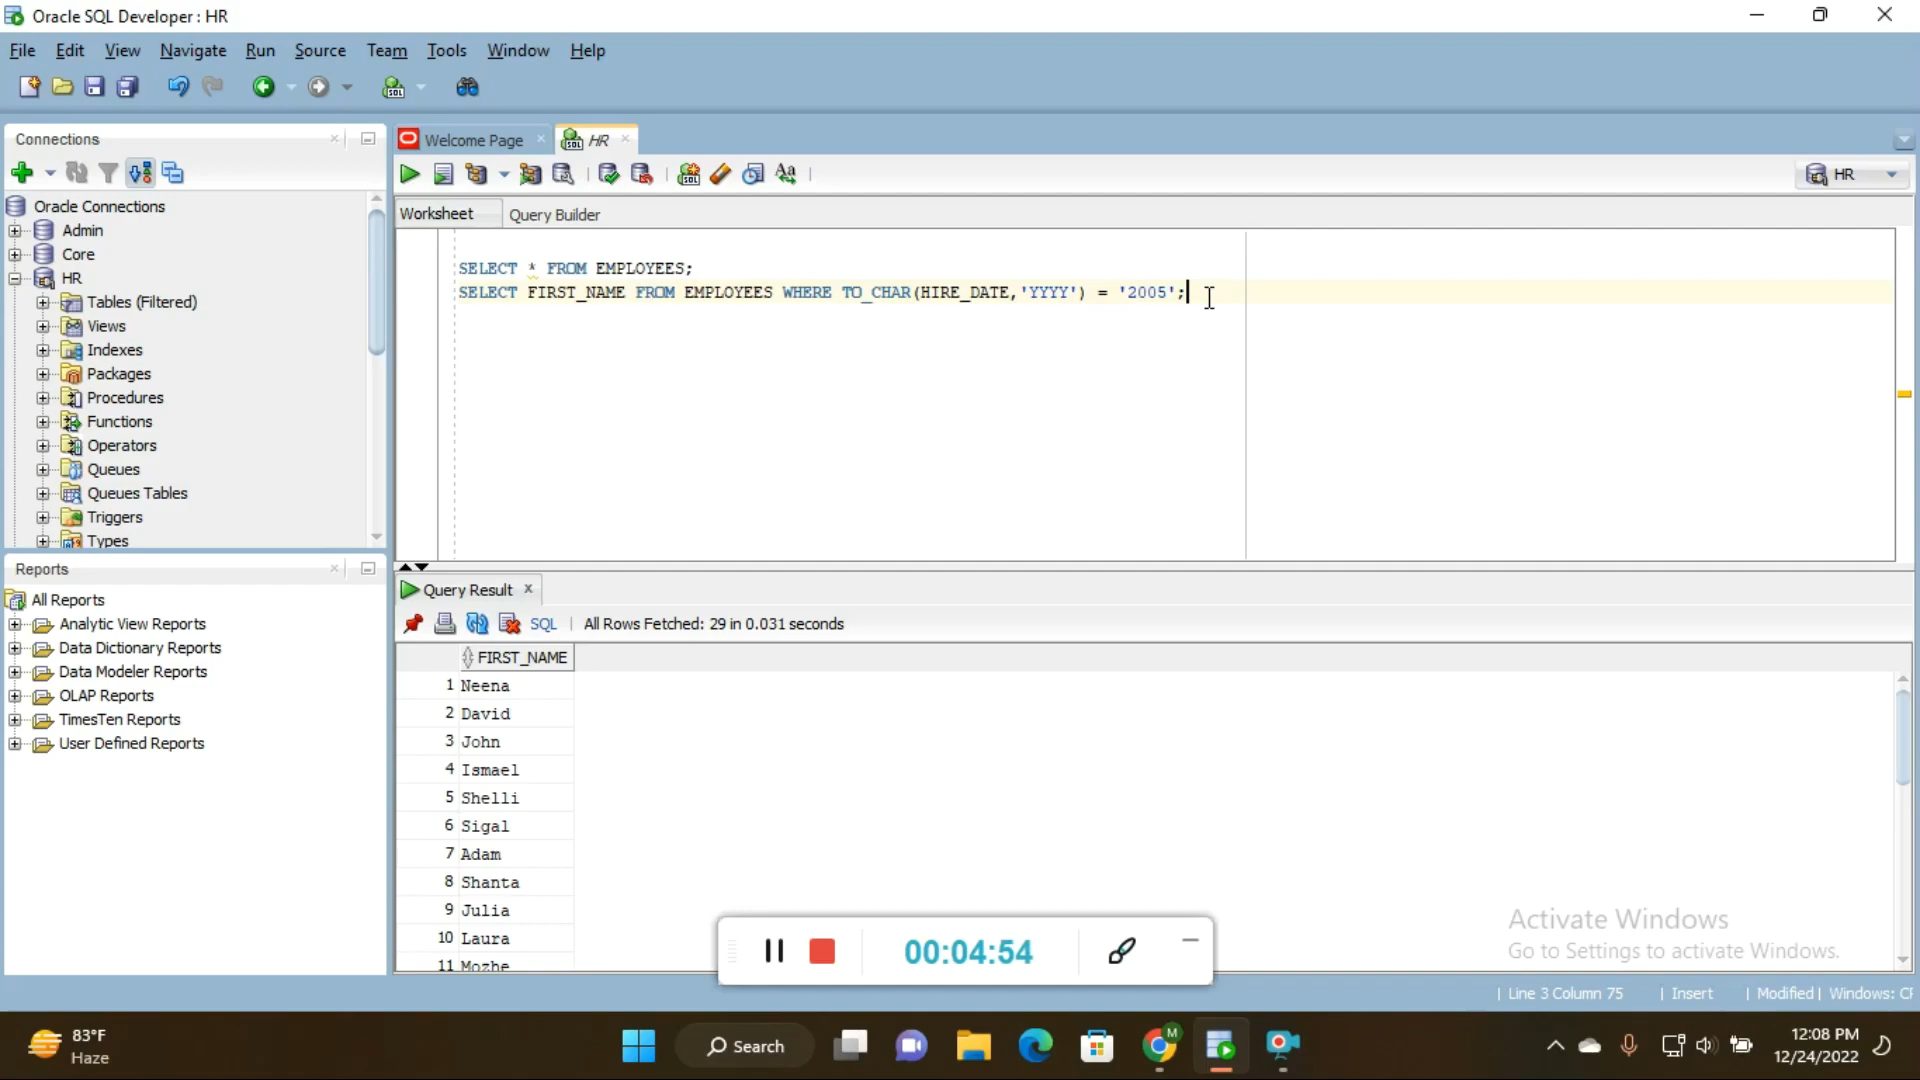 Oracle SQL Developer : HR
File Edit View Navigate Run Source Team Tools Window Help
Connections
Oracle Connections
Admin
Core
HR
Tables (Filtered)
Views
Indexes
Packages
Procedures
Functions
Operators
Queues
Queues Tables
Triggers
Types
Reports
All Reports
Analytic View Reports
Data Dictionary Reports
Data Modeler Reports
OLAP Reports
TimesTen Reports
User Defined Reports
Welcome Page HR
HR
Worksheet Query Builder
SELECT * FROM EMPLOYEES;
SELECT FIRST_NAME FROM EMPLOYEES WHERE TO_CHAR(HIRE_DATE,'YYYY') = '2005';
Query Result
SQL | All Rows Fetched: 29 in 0.031 seconds
FIRST_NAME
1 Neena
2 David
3 John
4 Ismael
5 Shelli
6 Sigal
7 Adam
8 Shanta
9 Julia
10 Laura
11 Mozhe
00:04:54
Activate Windows
Go to Settings to activate Windows.
| Line 3 Column 75 | Insert | Modified | Windows: CF
83°F
Haze
Search
M
12:08 PM
12/24/2022